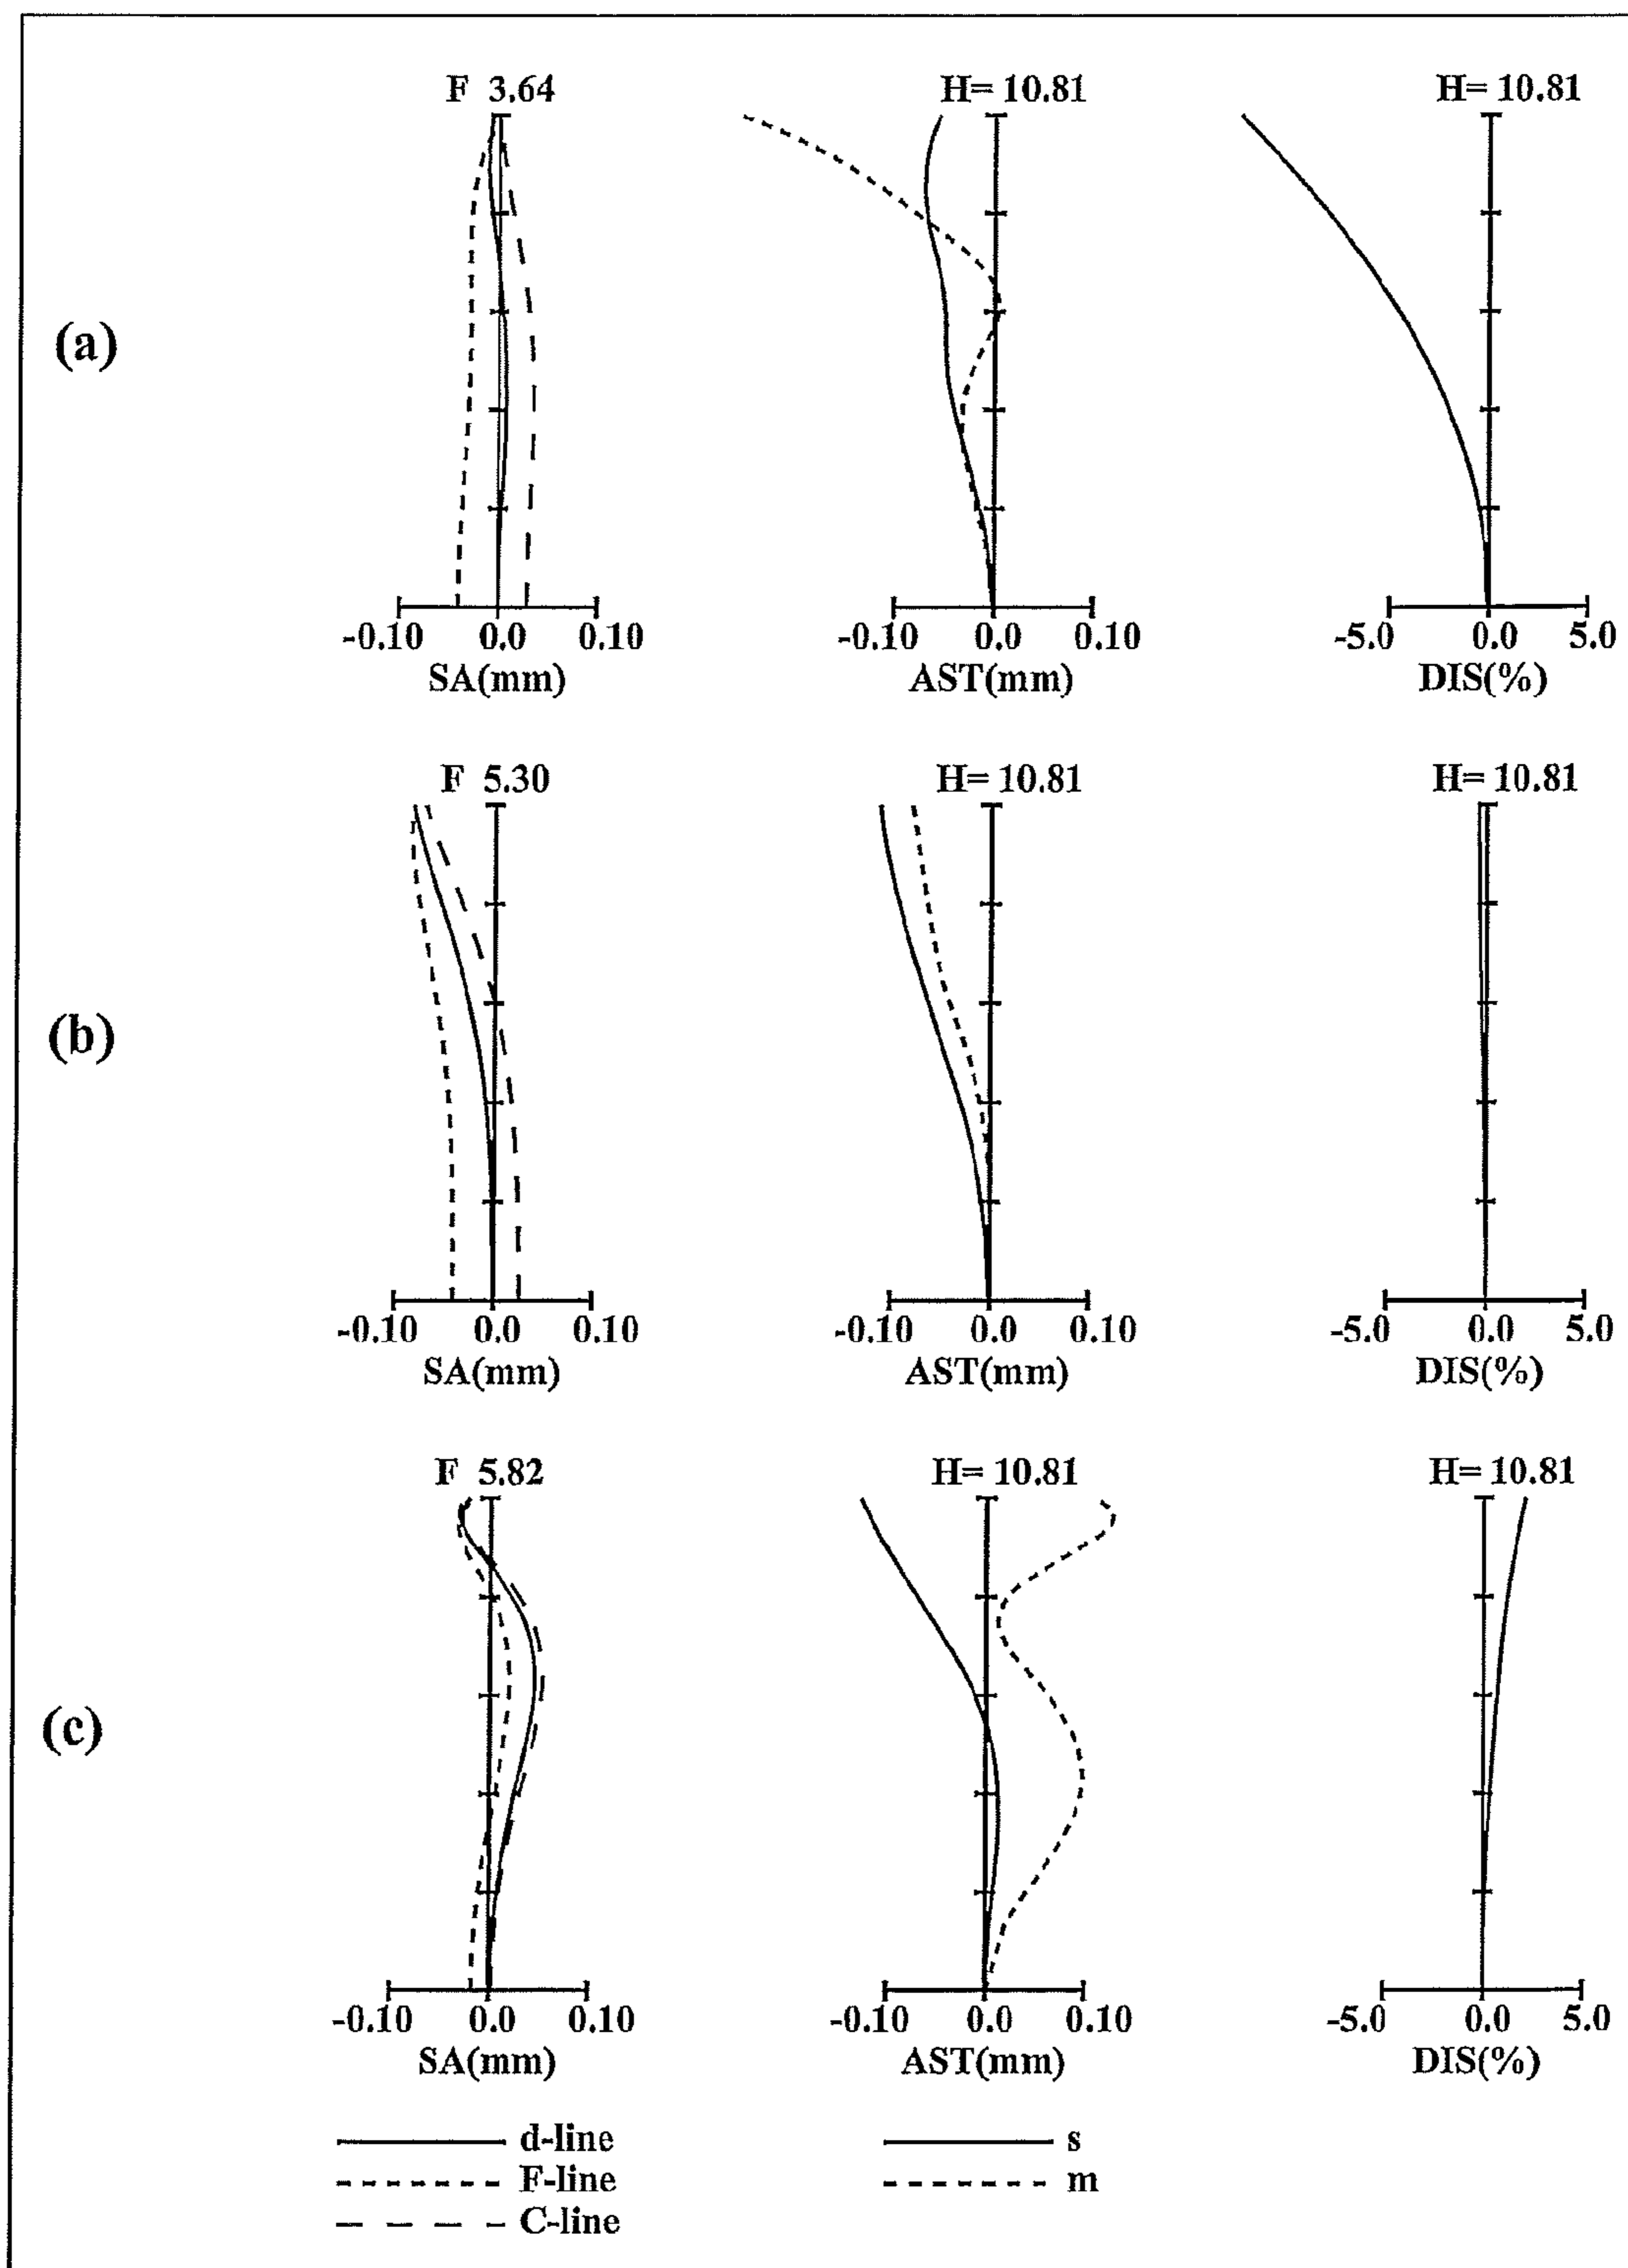 F 3.64 H= 10.81 H= 10.81
(a)
-0.10 0.0 0.10 -0.10 0.0 0.10 -5.0 0.0 5.0
SA(mm) AST(mm) DIS(%)
F 5.30 H= 10.81 H= 10.81
(b)
-0.10 0.0 0.10 -0.10 0.0 0.10 -5.0 0.0 5.0
SA(mm) AST(mm) DIS(%)
F 5.82 H= 10.81 H= 10.81
(c)
-0.10 0.0 0.10 -0.10 0.0 0.10 -5.0 0.0 5.0
SA(mm) AST(mm) DIS(%)
d-line s
F-line m
C-line